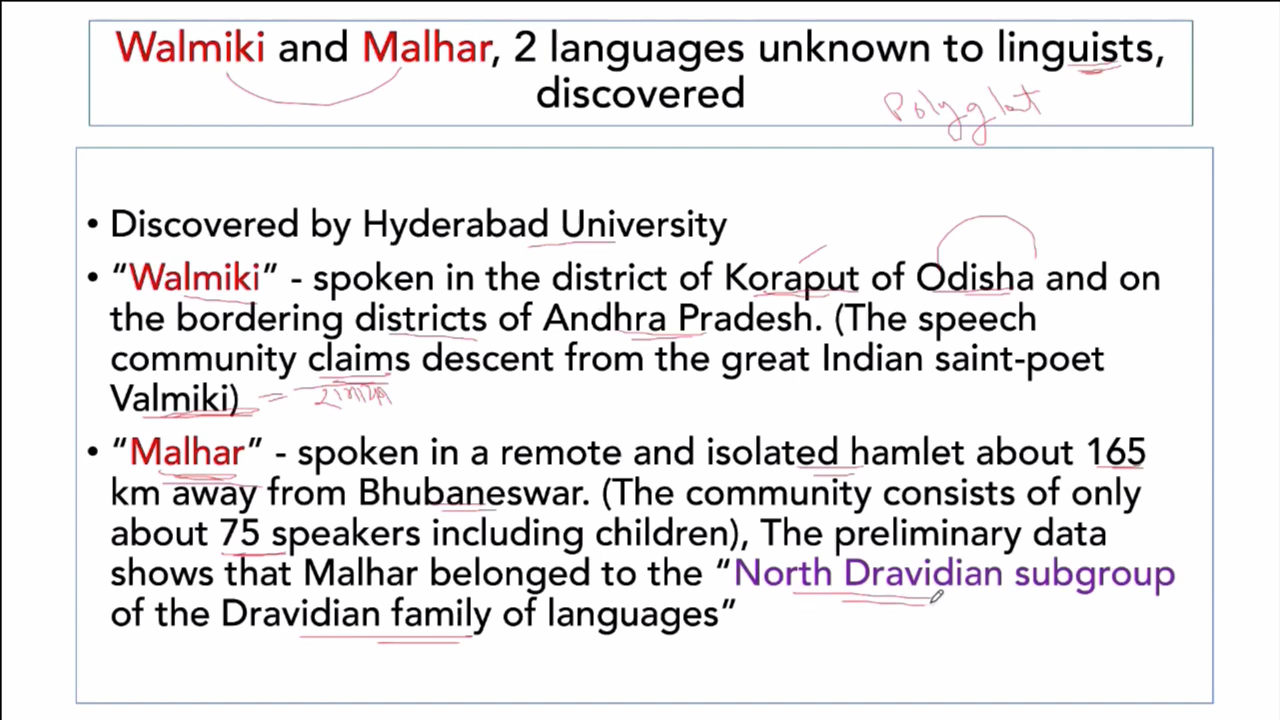 Walmiki and Malhar, 2 languages unknown to linguists,
discovered
Polyglot
• Discovered by Hyderabad University
• “Walmiki” - spoken in the district of Koraput of Odisha and on
the bordering districts of Andhra Pradesh. (The speech
community claims descent from the great Indian saint-poet
Valmiki) =
• “Malhar” - spoken in a remote and isolated hamlet about 165
km away from Bhubaneswar. (The community consists of only
about 75 speakers including children), The preliminary data
shows that Malhar belonged to the “North Dravidian subgroup
of the Dravidian family of languages”